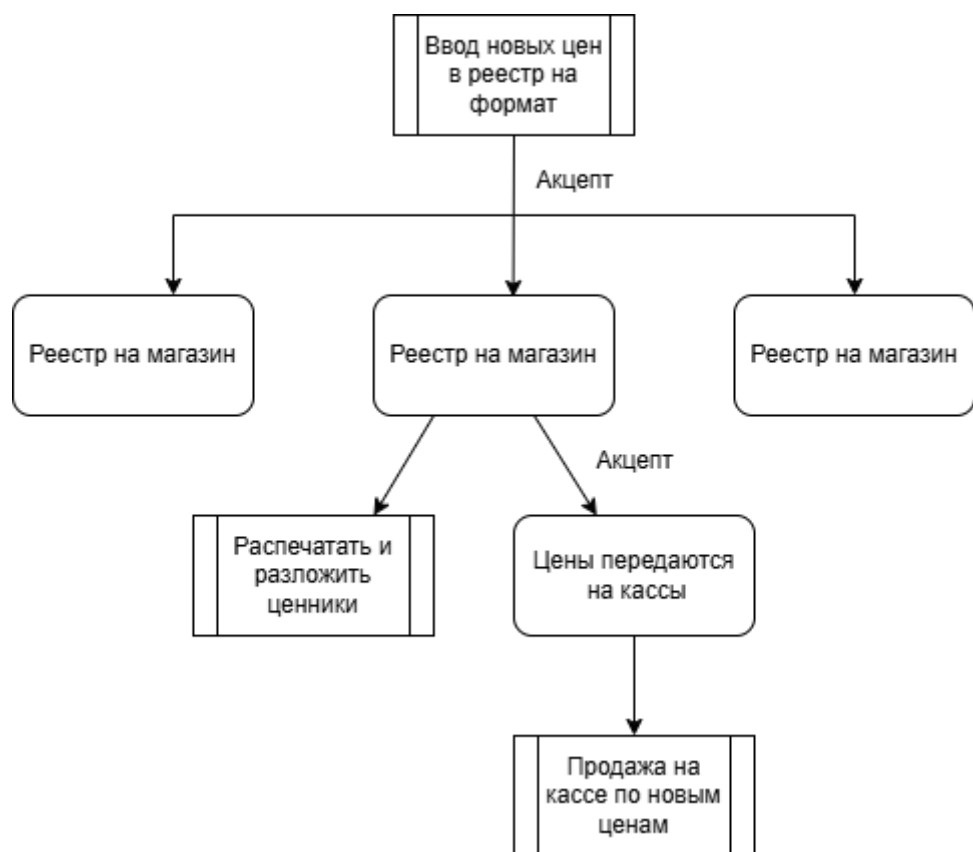 Ввод новых цен
в реестр на
формат
Акцепт
Реестр на магазин
Реестр на магазин
Реестр на магазин
Акцепт
Распечатать и
разложить
ценники
Цены передаются
на кассы
Продажа на
кассе по новым
ценам